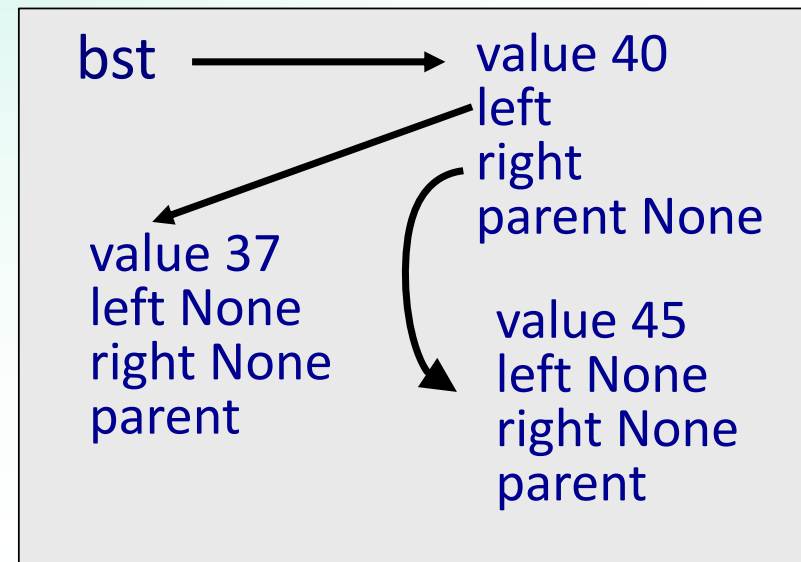 bst
value 40
left
right
parent None
value 37
left None
right None
parent
value 45
left None
right None
parent